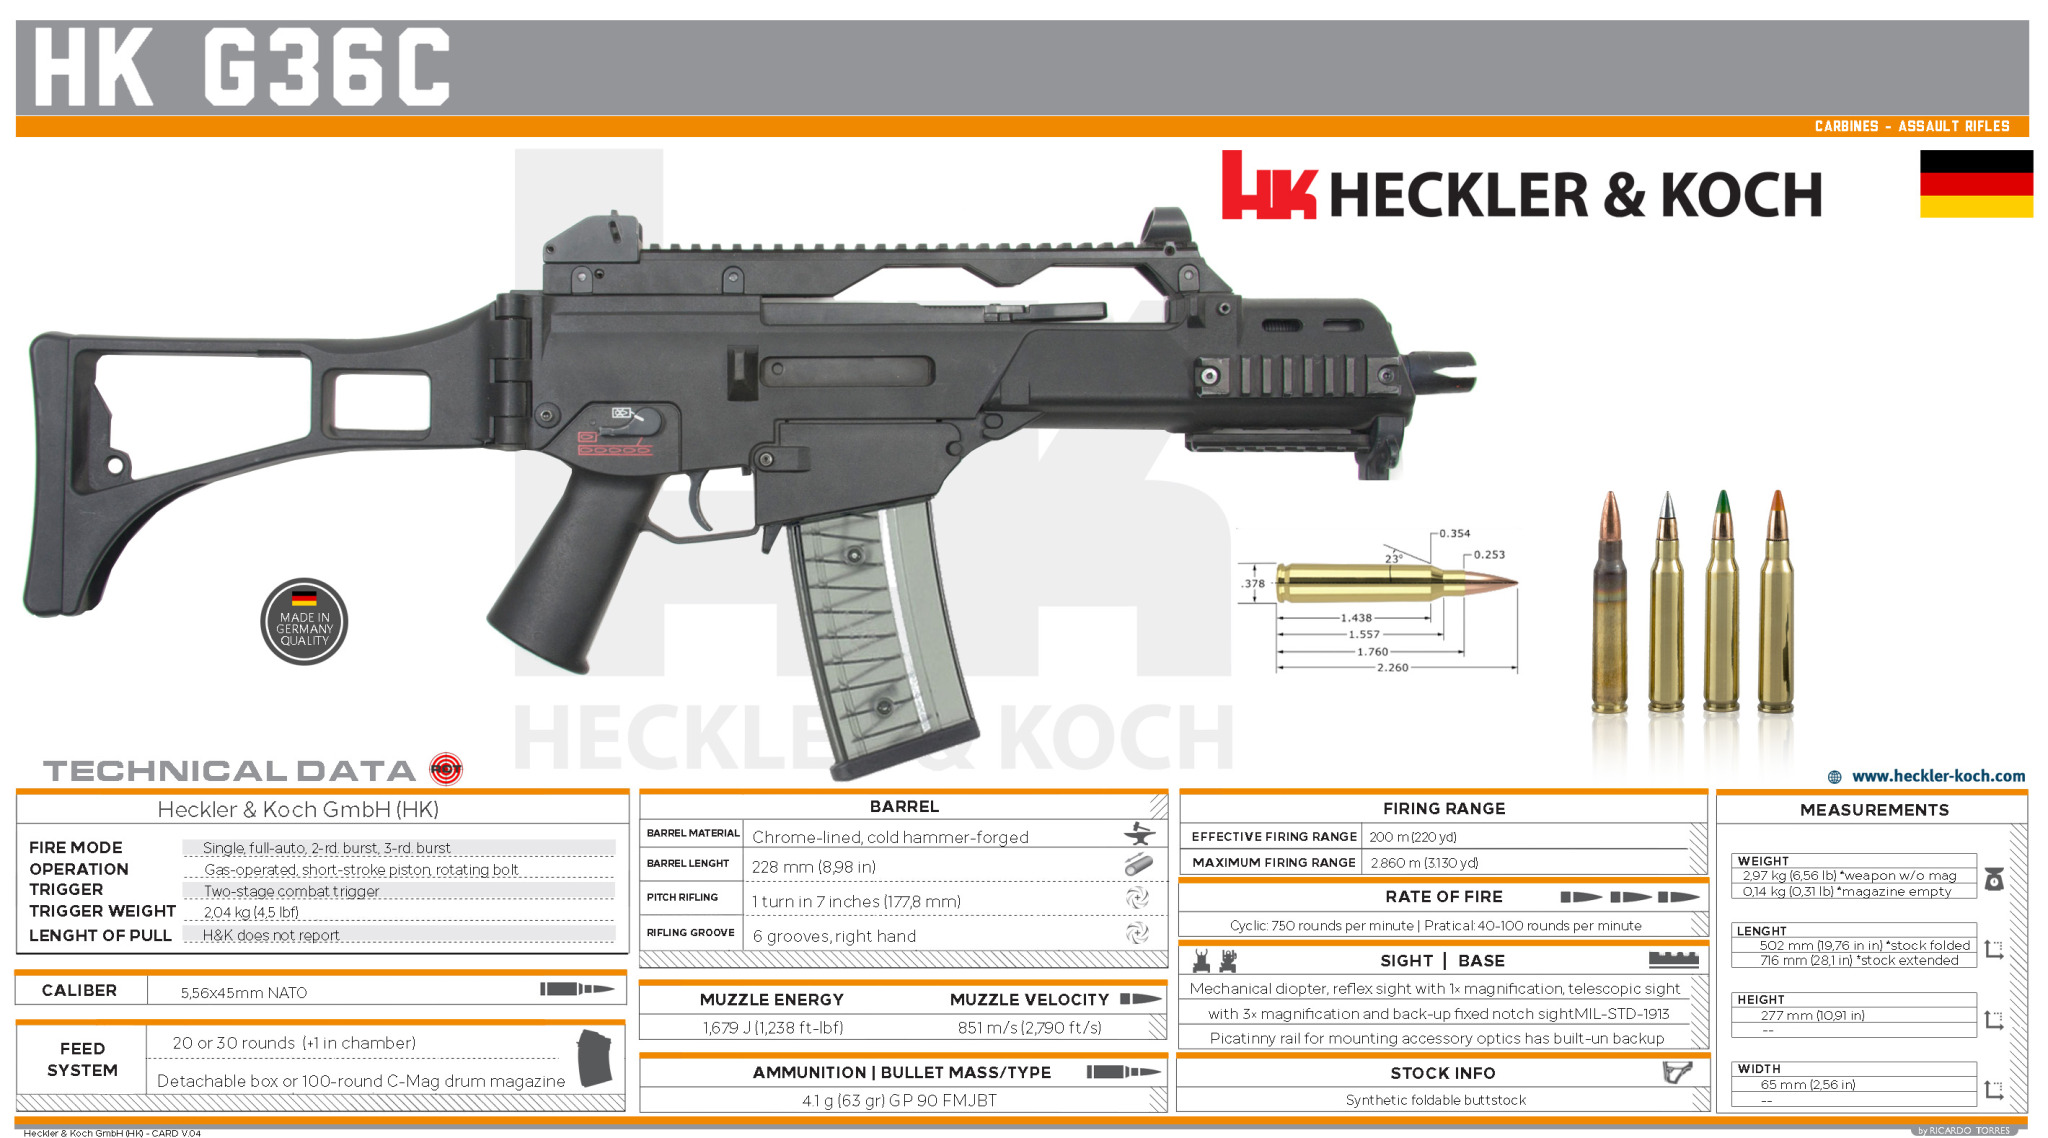 HK G36C
CARBINES - ASSAULT RIFLES
HK HECKLER & KOCH
HECKLER & KOCH
MADE IN
GERMANY
QUALITY
0.354
23°
0.253
.378
1.438
1.557
1.760
2.260
TECHNICAL DATA
www.heckler-koch.com
Heckler & Koch GmbH (HK)
FIRE MODE Single, full-auto, 2-rd. burst, 3-rd. burst
OPERATION Gas-operated, short-stroke piston, rotating bolt
TRIGGER Two-stage combat trigger
TRIGGER WEIGHT 2,04 kg (4,5 lbf)
LENGHT OF PULL H&K does not report
CALIBER 5,56x45mm NATO
FEED
SYSTEM
20 or 30 rounds (+1 in chamber)
Detachable box or 100-round C-Mag drum magazine
BARREL
BARREL MATERIAL Chrome-lined, cold hammer-forged
BARREL LENGHT 228 mm (8,98 in)
PITCH RIFLING 1 turn in 7 inches (177,8 mm)
RIFLING GROOVE 6 grooves, right hand
MUZZLE ENERGY MUZZLE VELOCITY
1,679 J (1,238 ft-lbf) 851 m/s (2,790 ft/s)
AMMUNITION | BULLET MASS/TYPE
4.1 g (63 gr) GP 90 FMJBT
FIRING RANGE
EFFECTIVE FIRING RANGE 200 m (220 yd)
MAXIMUM FIRING RANGE 2.860 m (3.130 yd)
RATE OF FIRE
Cyclic: 750 rounds per minute | Pratical: 40-100 rounds per minute
SIGHT | BASE
Mechanical diopter, reflex sight with 1× magnification, telescopic sight
with 3× magnification and back-up fixed notch sightMIL-STD-1913
Picatinny rail for mounting accessory optics has built-un backup
STOCK INFO
Synthetic foldable buttstock
MEASUREMENTS
WEIGHT
2,97 kg (6,56 lb) *weapon w/o mag
0,14 kg (0,31 lb) *magazine empty
LENGHT
502 mm (19,76 in in) *stock folded
716 mm (28,1 in) *stock extended
HEIGHT
277 mm (10,91 in)
--
WIDTH
65 mm (2,56 in)
--
Heckler & Koch GmbH (HK) - CARD V.04
by RICARDO TORRES